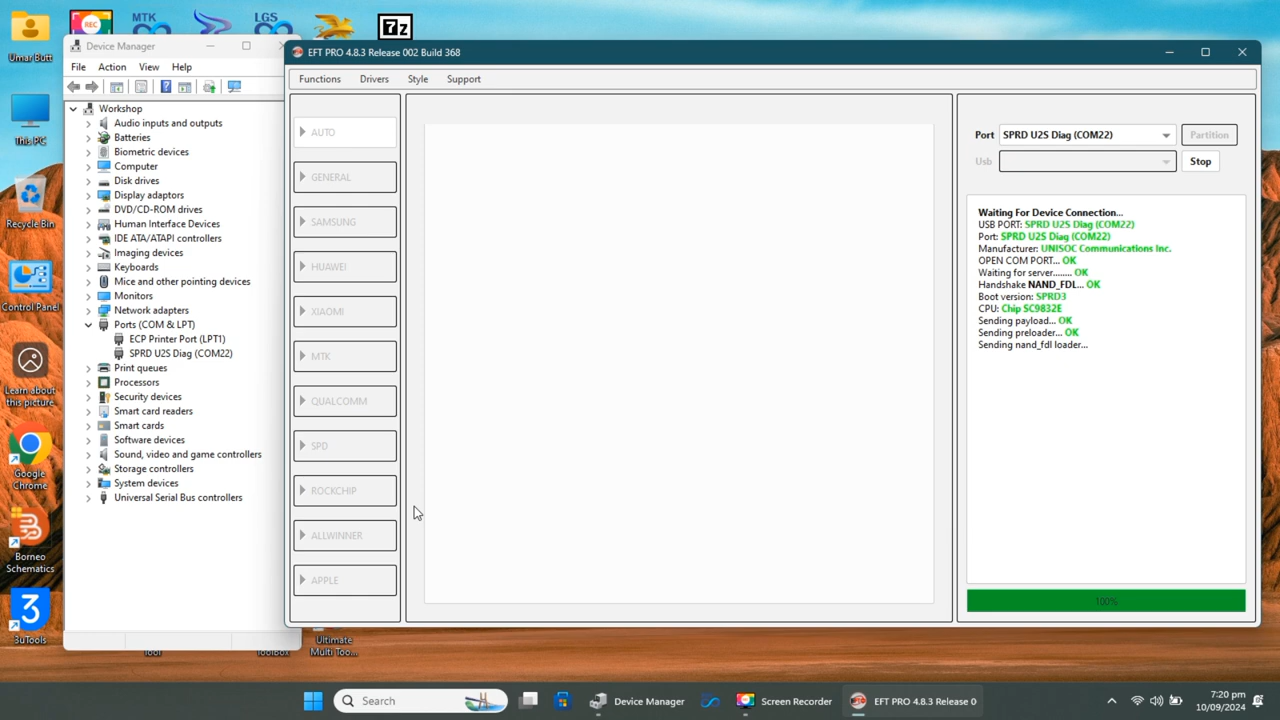 REC
MTK
LGS
7z
Umar Butt
This PC
Recycle Bin
Control Panel
Learn about
this picture
Google
Chrome
Borneo
Schematics
3
3uTools
Device Manager
File Action View Help
Workshop
Audio inputs and outputs
Batteries
Biometric devices
Computer
Disk drives
Display adaptors
DVD/CD-ROM drives
Human Interface Devices
IDE ATA/ATAPI controllers
Imaging devices
Keyboards
Mice and other pointing devices
Monitors
Network adapters
Ports (COM & LPT)
ECP Printer Port (LPT1)
SPRD U2S Diag (COM22)
Print queues
Processors
Security devices
Smart card readers
Smart cards
Software devices
Sound, video and game controllers
Storage controllers
System devices
Universal Serial Bus controllers
Tool
Toolbox
Ultimate
Multi Too...
EFT PRO 4.8.3 Release 002 Build 368
Functions Drivers Style Support
AUTO
GENERAL
SAMSUNG
HUAWEI
XIAOMI
MTK
QUALCOMM
SPD
ROCKCHIP
ALLWINNER
APPLE
Port SPRD U2S Diag (COM22) Partition
Usb Stop
Waiting For Device Connection...
USB PORT: SPRD U2S Diag (COM22)
Port: SPRD U2S Diag (COM22)
Manufacturer: UNISOC Communications Inc.
OPEN COM PORT... OK
Waiting for server........ OK
Handshake NAND_FDL... OK
Boot version: SPRD3
CPU: Chip SC9832E
Sending payload... OK
Sending preloader... OK
Sending nand_fdl loader...
100%
Search
Device Manager
Screen Recorder
EFT PRO 4.8.3 Release 0
7:20 pm
10/09/2024